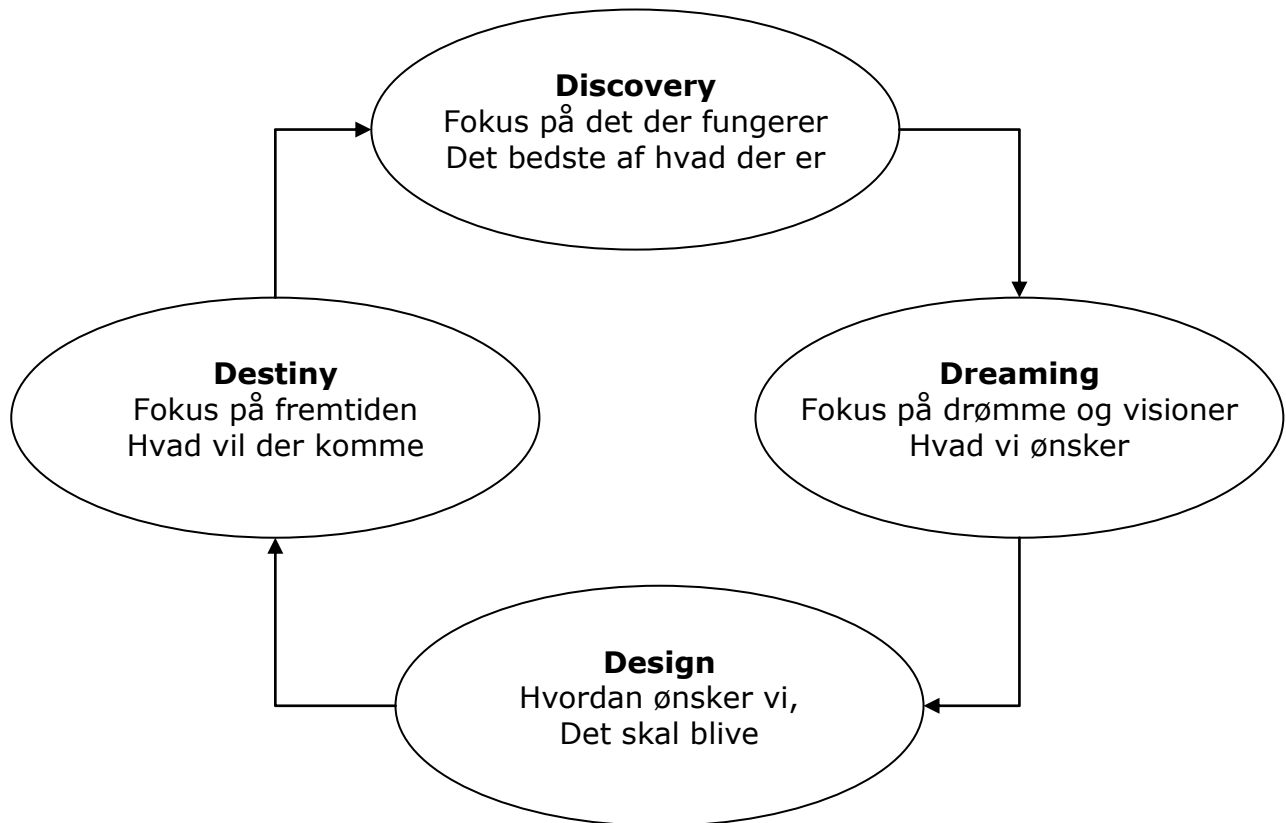 Discovery
Fokus på det der fungerer
Det bedste af hvad der er
Dreaming
Fokus på drømme og visioner
Hvad vi ønsker
Design
Hvordan ønsker vi,
Det skal blive
Destiny
Fokus på fremtiden
Hvad vil der komme